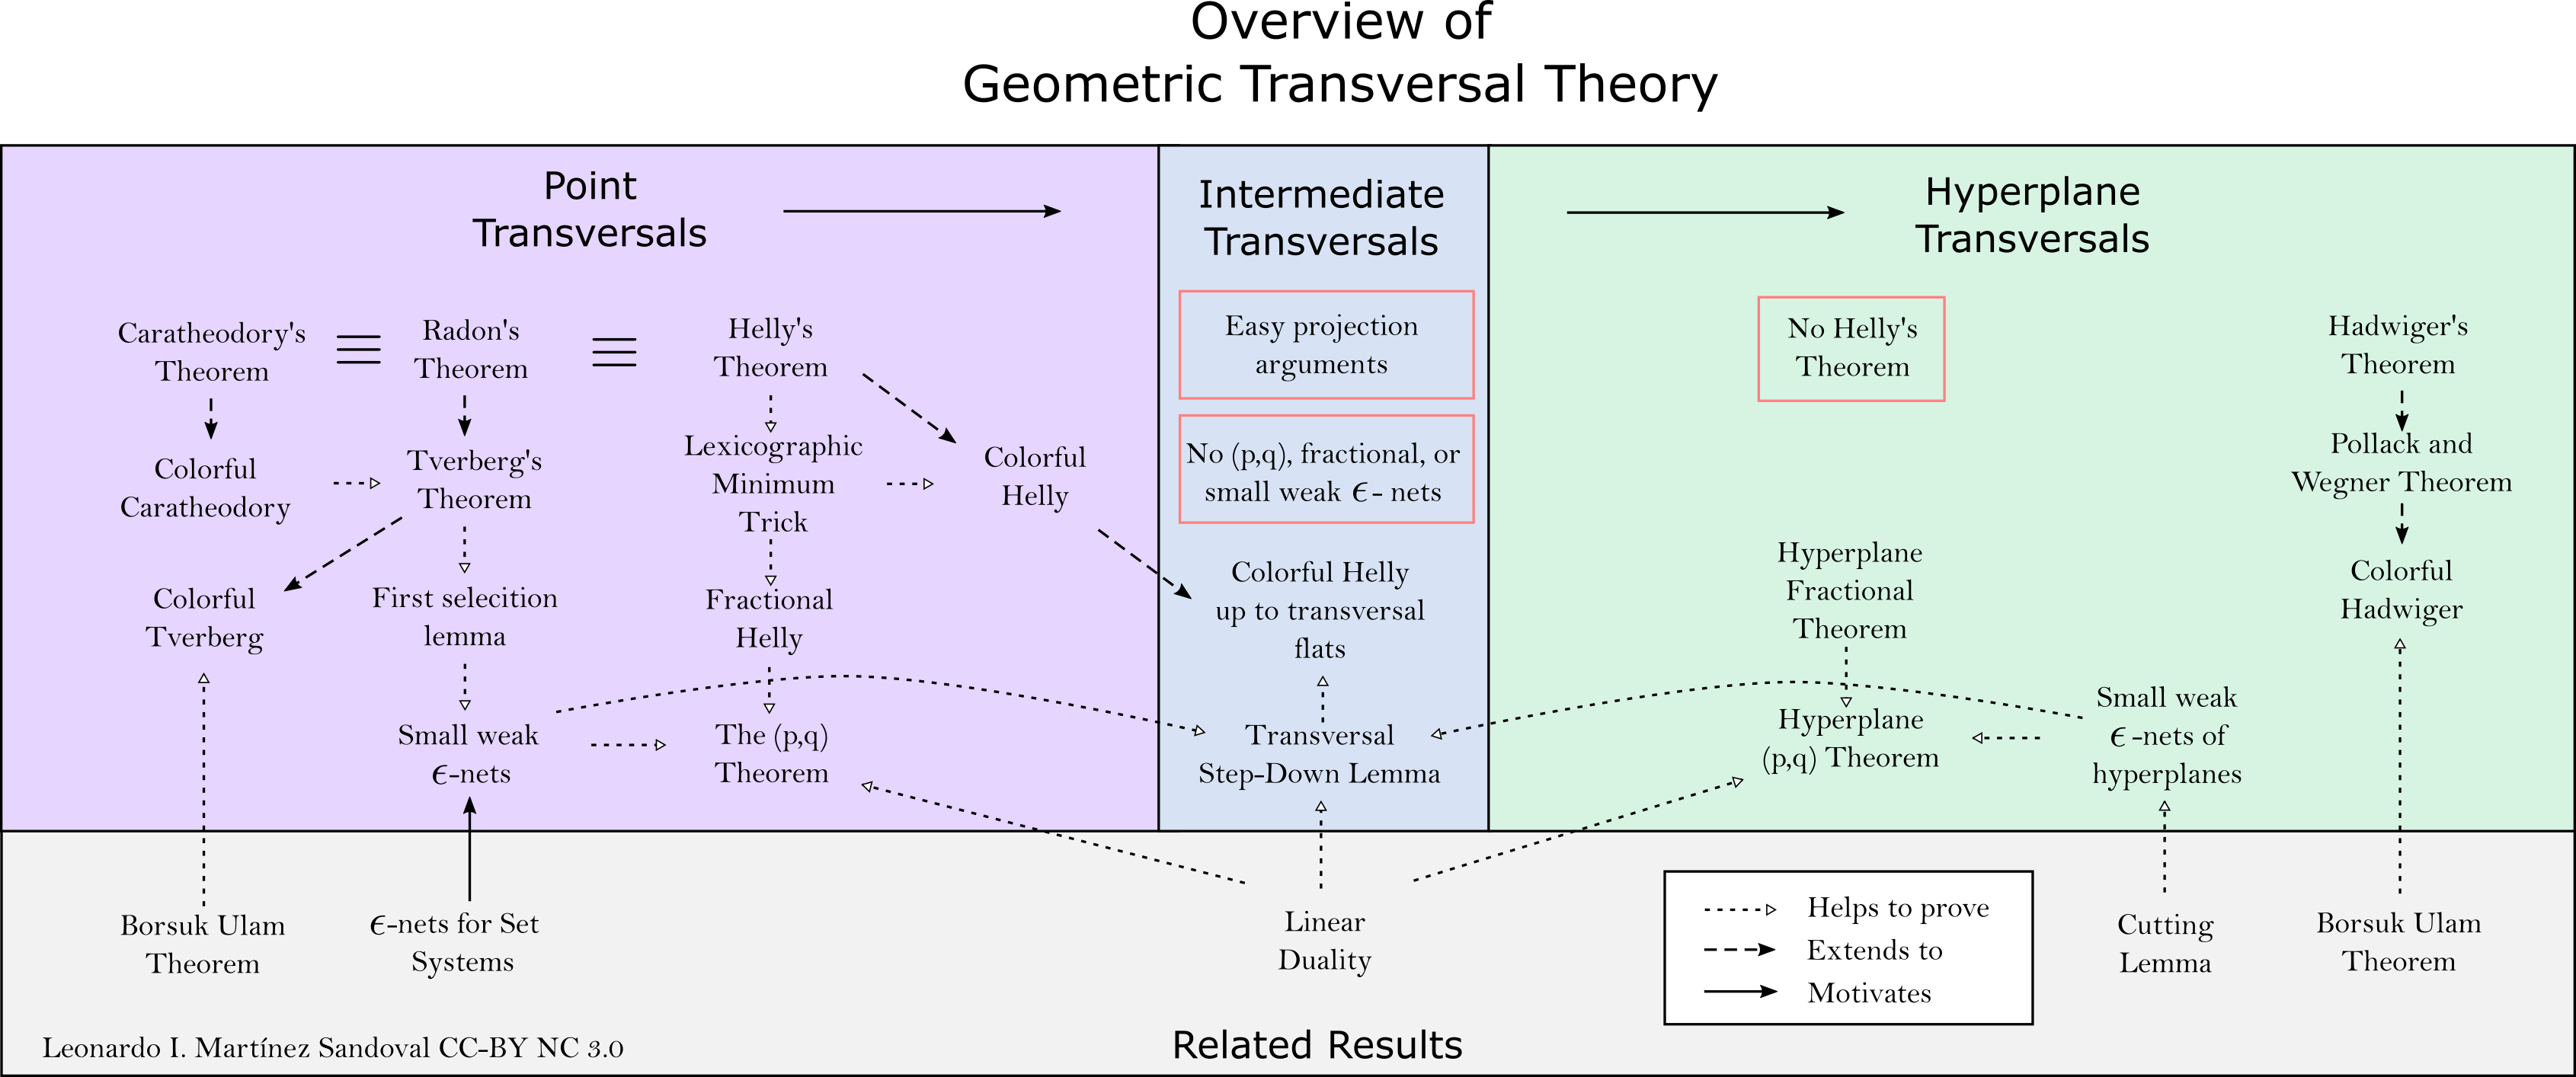 Overview of
Geometric Transversal Theory
Point
Transversals
Caratheodory's
Theorem
Radon's
Theorem
Helly's
Theorem
Colorful
Caratheodory
Tverberg's
Theorem
Lexicographic
Minimum
Trick
Colorful
Helly
Colorful
Tverberg
First selection
lemma
Fractional
Helly
Small weak
ϵ-nets
The (p,q)
Theorem
Intermediate
Transversals
Easy projection
arguments
No (p,q), fractional, or
small weak ϵ- nets
Colorful Helly
up to transversal
flats
Transversal
Step-Down Lemma
Hyperplane
Transversals
No Helly's
Theorem
Hadwiger's
Theorem
Pollack and
Wegner Theorem
Hyperplane
Fractional
Theorem
Colorful
Hadwiger
Hyperplane
(p,q) Theorem
Small weak
ϵ-nets of
hyperplanes
Borsuk Ulam
Theorem
ϵ-nets for Set
Systems
Linear
Duality
Helps to prove
Extends to
Motivates
Cutting
Lemma
Borsuk Ulam
Theorem
Leonardo I. Martínez Sandoval CC-BY NC 3.0
Related Results